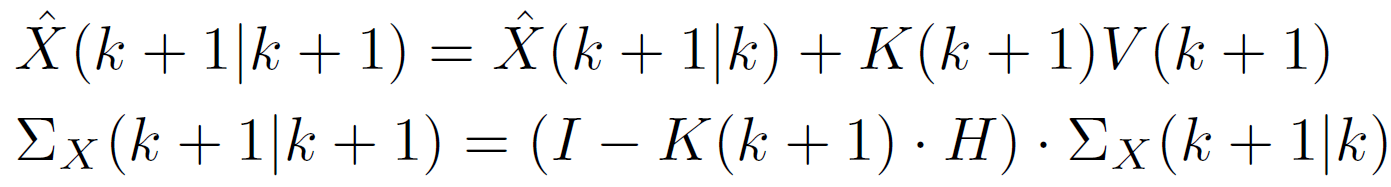 X̂(k + 1|k + 1) = X̂(k + 1|k) + K(k + 1)V(k + 1)
Σ_X(k + 1|k + 1) = (I − K(k + 1) · H) · Σ_X(k + 1|k)